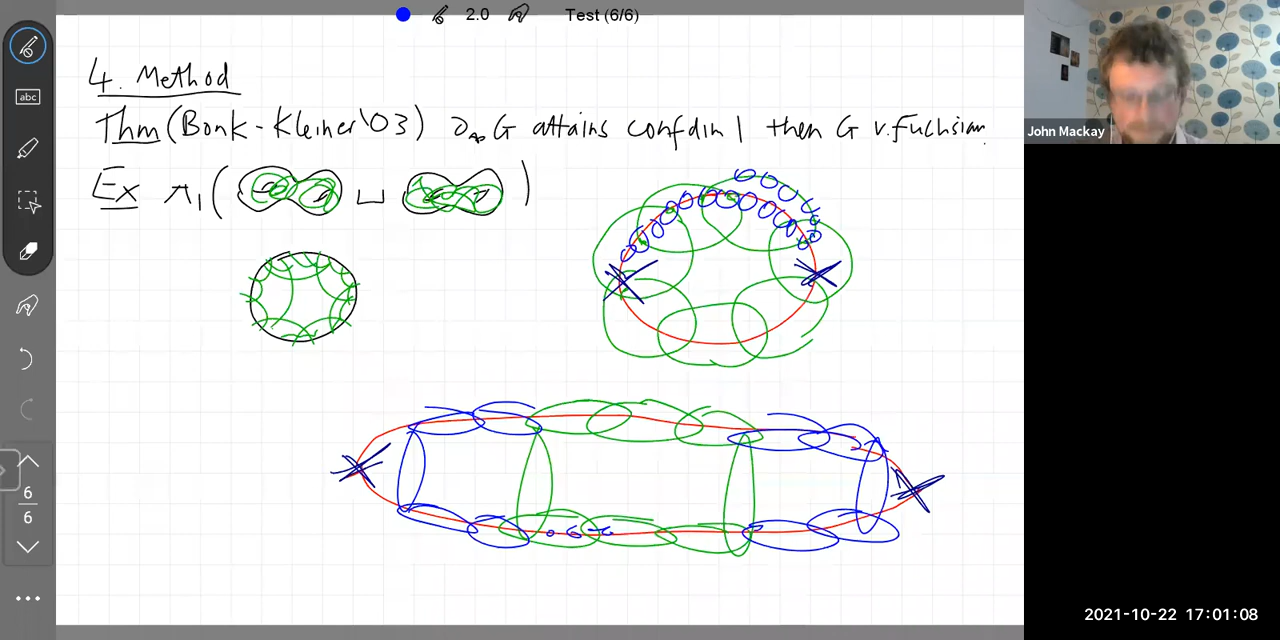 2.0 Test (6/6)
abc
4. Method
Thm (Bonk-Kleiner '03) ∂∞G attains confdim 1 then G v. Fuchsian.
Ex π₁( ⊔ )
John Mackay
6
6
2021-10-22 17:01:08